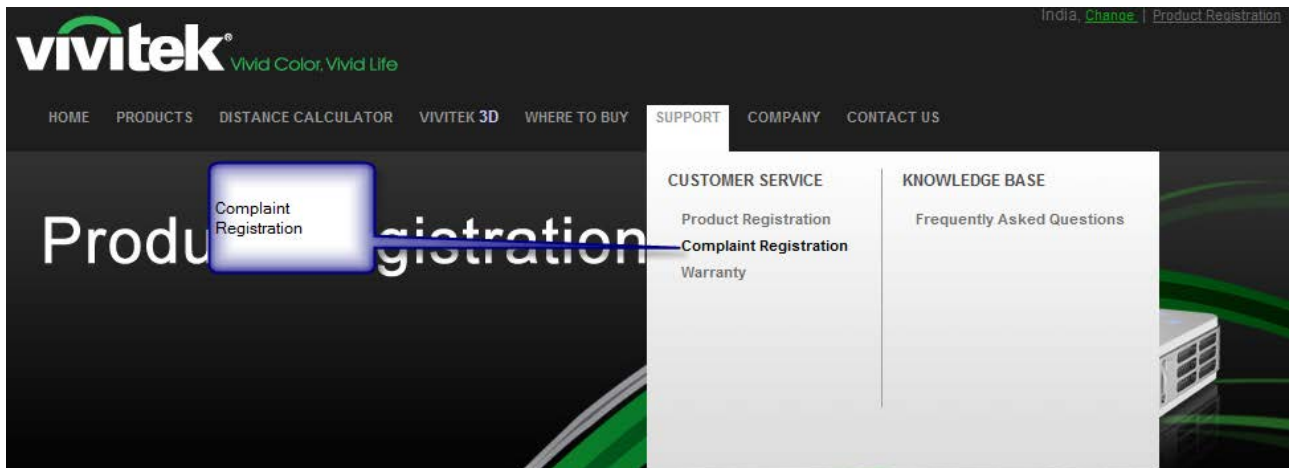 India, Change | Product Registration
vivitek® Vivid Color, Vivid Life
HOME PRODUCTS DISTANCE CALCULATOR VIVITEK 3D WHERE TO BUY SUPPORT COMPANY CONTACT US
Complaint
Registration
Produ gistration
CUSTOMER SERVICE
Product Registration
Complaint Registration
Warranty
KNOWLEDGE BASE
Frequently Asked Questions